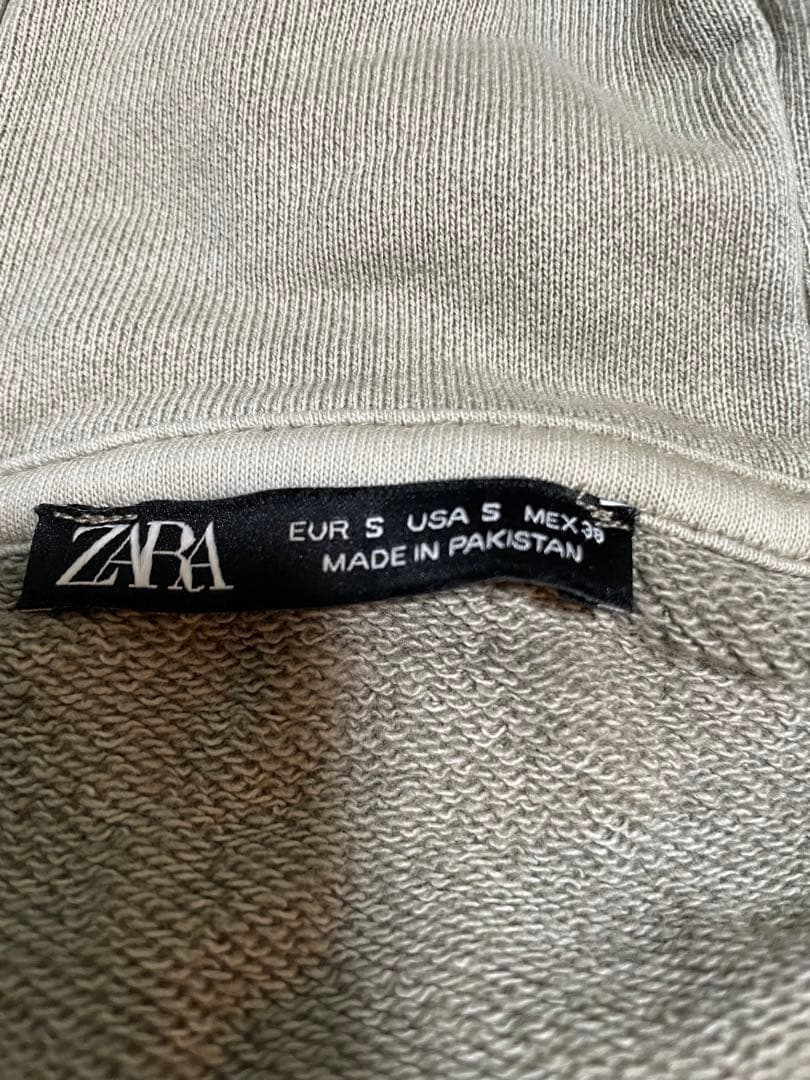 ZARA
EUR S USA S MEX 38
MADE IN PAKISTAN